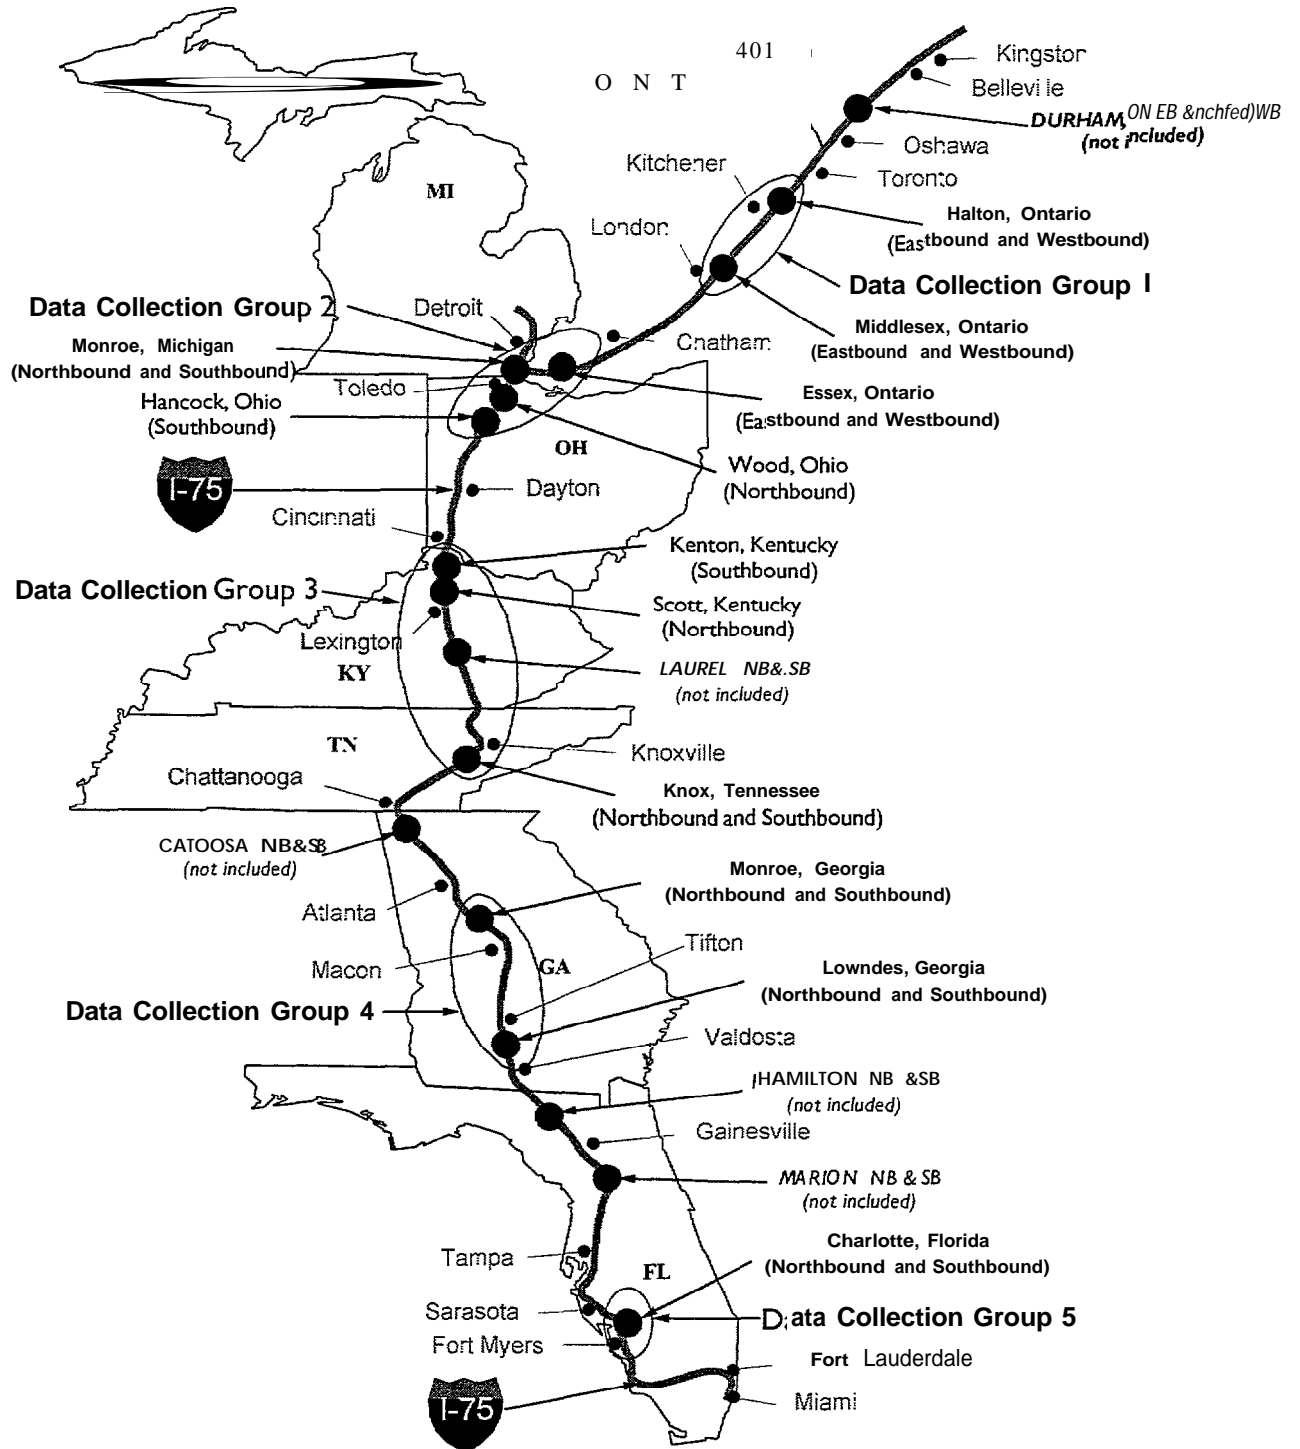 401
O N T
Kingston
Belleville
DURHAM, ON EB &nchfed)WB
(not included)
Oshawa
Kitchener
Toronto
MI
Halton, Ontario
(Eastbound and Westbound)
London
Data Collection Group 1
Data Collection Group 2
Detroit
Middlesex, Ontario
(Eastbound and Westbound)
Monroe, Michigan
(Northbound and Southbound)
Chatham
Toledo
Essex, Ontario
(Eastbound and Westbound)
Hancock, Ohio
(Southbound)
OH
Wood, Ohio
(Northbound)
I-75
Dayton
Cincinnati
Kenton, Kentucky
(Southbound)
Data Collection Group 3
Scott, Kentucky
(Northbound)
Lexington
KY
LAUREL NB&SB
(not included)
TN
Knoxville
Chattanooga
Knox, Tennessee
(Northbound and Southbound)
CATOOSA NB&SB
(not included)
Monroe, Georgia
(Northbound and Southbound)
Atlanta
Tifton
Macon
GA
Lowndes, Georgia
(Northbound and Southbound)
Data Collection Group 4
Valdosta
HAMILTON NB &SB
(not included)
Gainesville
MARION NB & SB
(not included)
Charlotte, Florida
(Northbound and Southbound)
Tampa
FL
Sarasota
Data Collection Group 5
Fort Myers
Fort Lauderdale
I-75
Miami